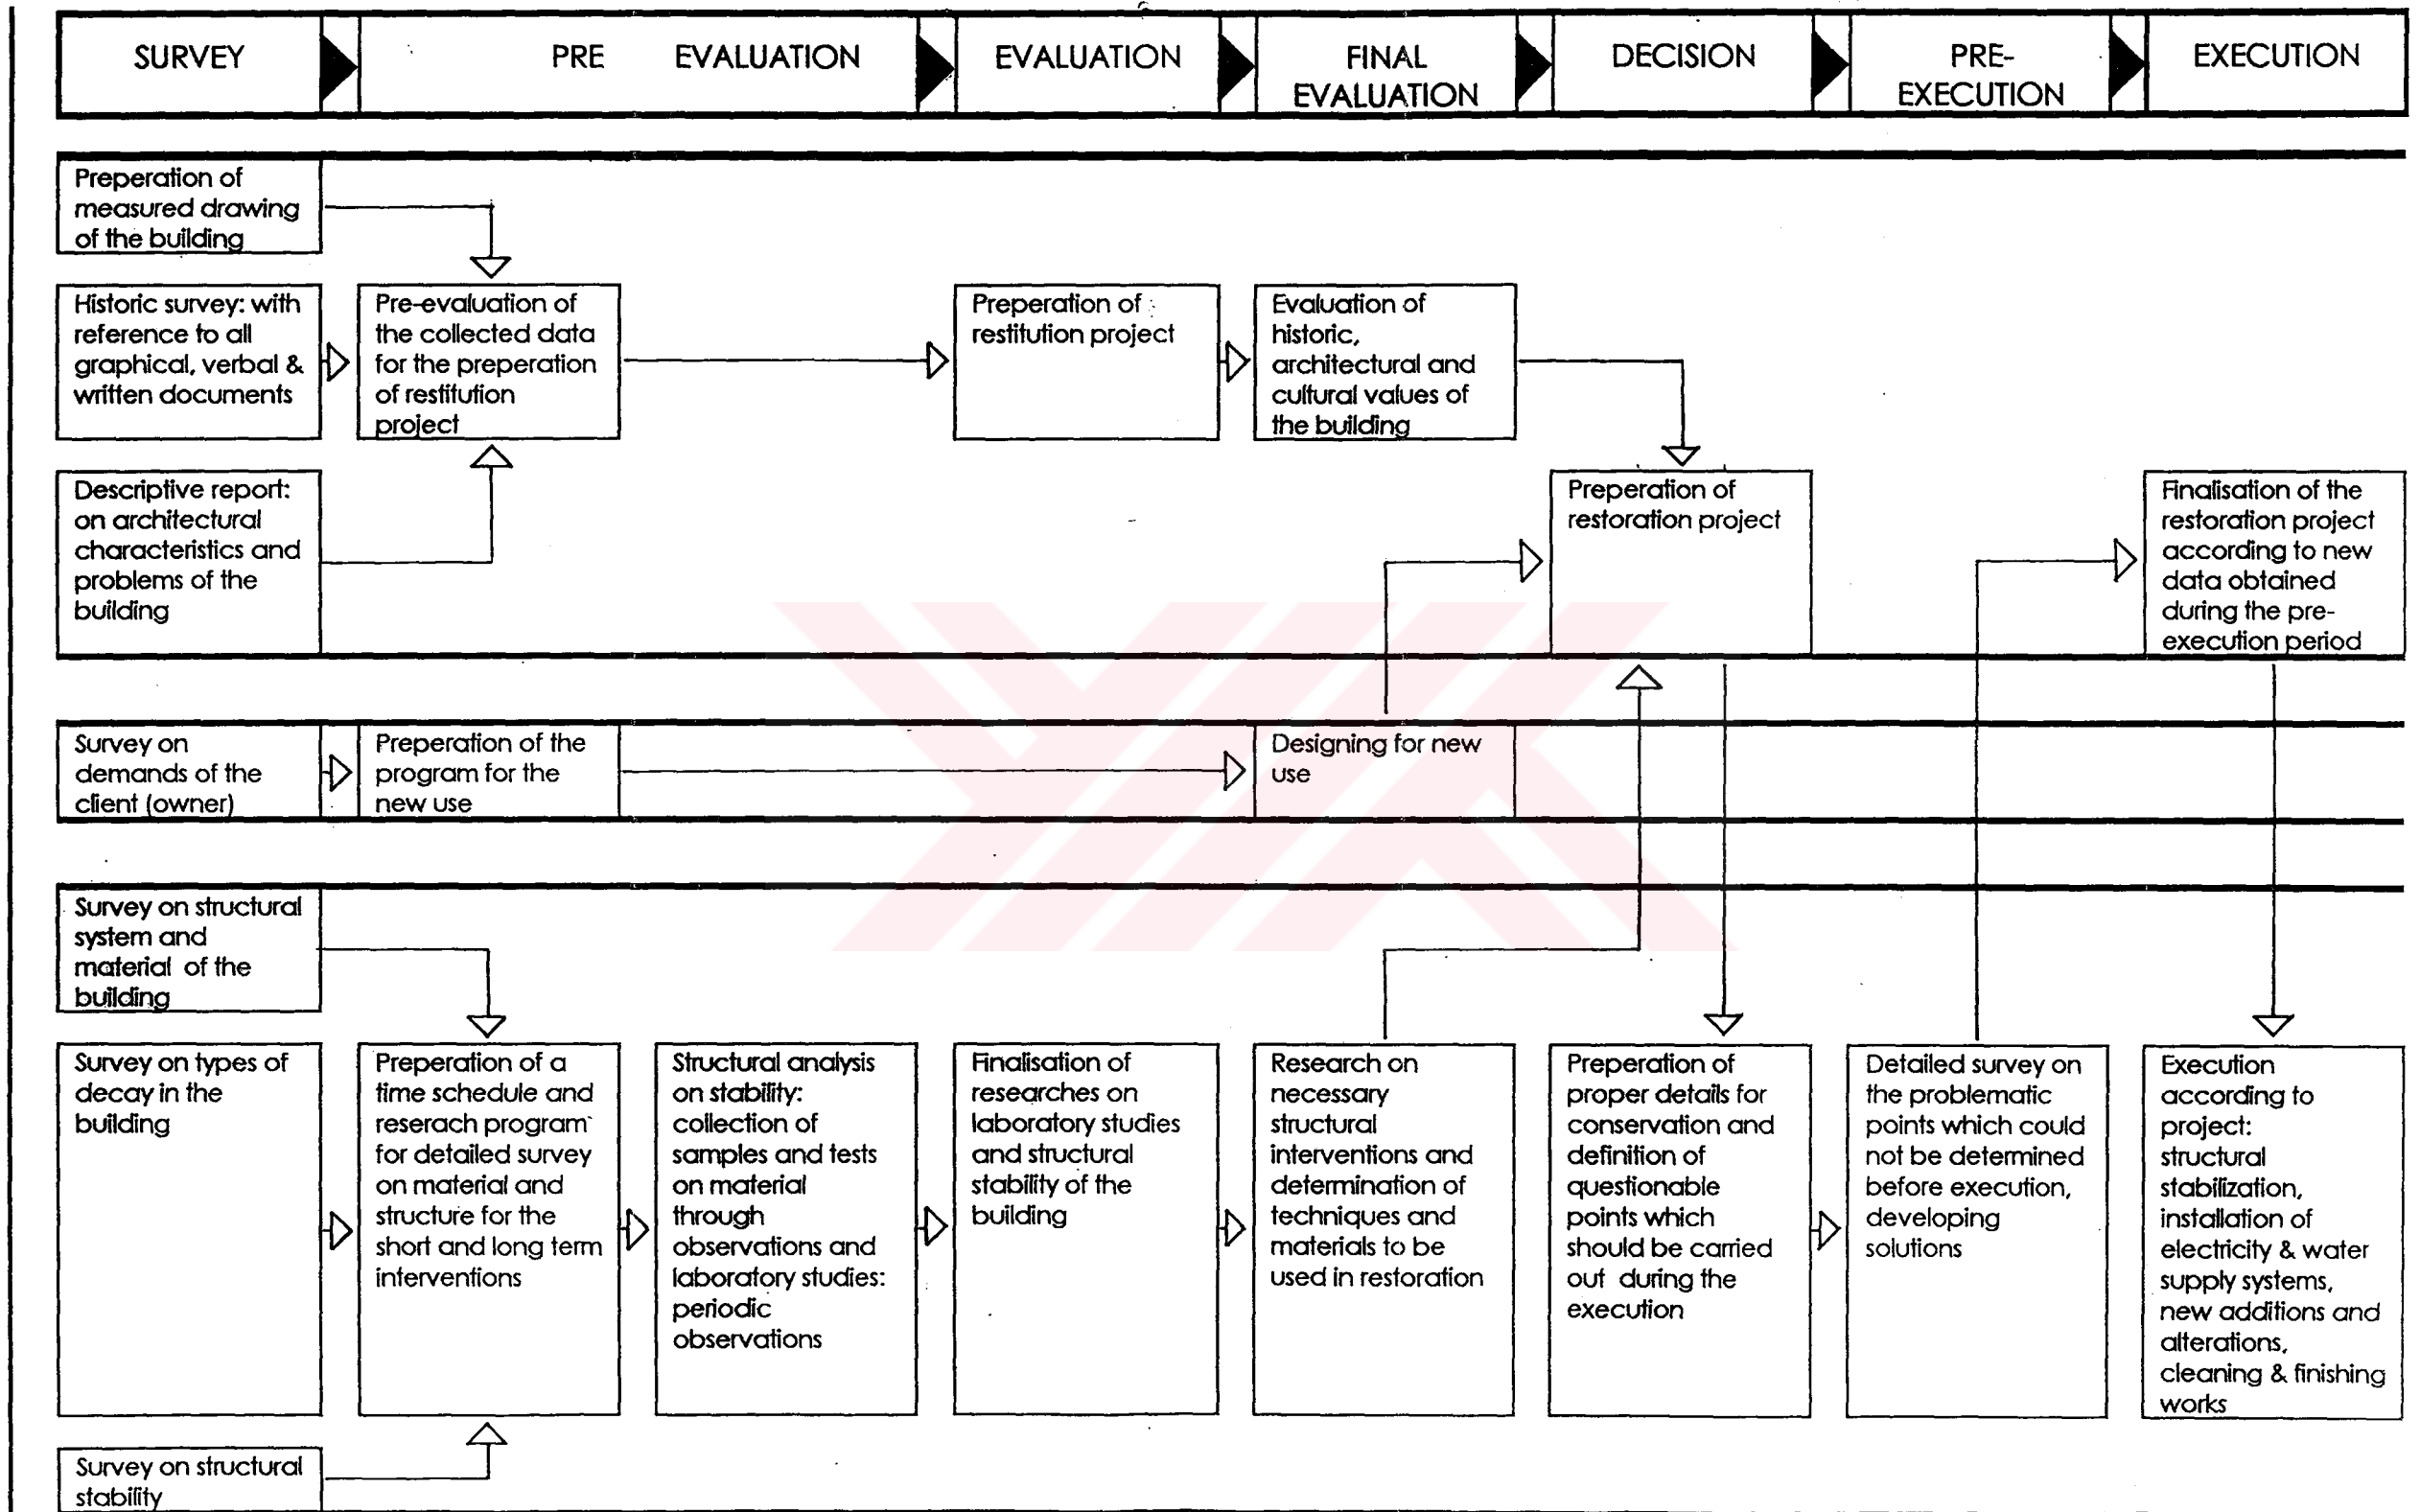 SURVEY
PRE EVALUATION
EVALUATION
FINAL
EVALUATION
DECISION
PRE-
EXECUTION
EXECUTION
Preperation of
measured drawing
of the building
Historic survey: with
reference to all
graphical, verbal &
written documents
Pre-evaluation of
the collected data
for the preperation
of restitution
project
Preperation of
restitution project
Evaluation of
historic,
architectural and
cultural values of
the building
Descriptive report:
on architectural
characteristics and
problems of the
building
Preperation of
restoration project
Finalisation of the
restoration project
according to new
data obtained
during the pre-
execution period
Survey on
demands of the
client (owner)
Preperation of the
program for the
new use
Designing for new
use
Survey on structural
system and
material of the
building
Survey on types of
decay in the
building
Preperation of a
time schedule and
reserach program
for detailed survey
on material and
structure for the
short and long term
interventions
Structural analysis
on stability:
collection of
samples and tests
on material
through
observations and
laboratory studies:
periodic
observations
Finalisation of
researches on
laboratory studies
and structural
stability of the
building
Research on
necessary
structural
interventions and
determination of
techniques and
materials to be
used in restoration
Preperation of
proper details for
conservation and
definition of
questionable
points which
should be carried
out during the
execution
Detailed survey on
the problematic
points which could
not be determined
before execution,
developing
solutions
Execution
according to
project:
structural
stabilization,
installation of
electricity & water
supply systems,
new additions and
alterations,
cleaning & finishing
works
Survey on structural
stability